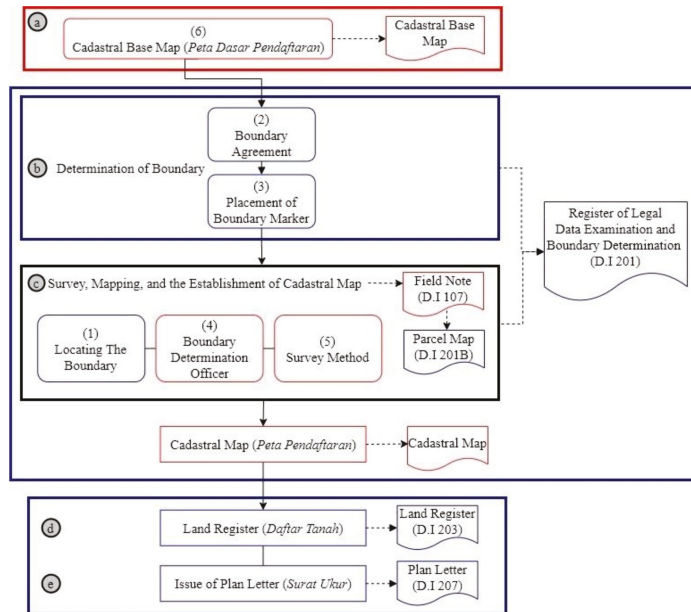 a
(6)
Cadastral Base Map (Peta Dasar Pendaftaran)
Cadastral Base
Map
(2)
Boundary
Agreement
b
Determination of Boundary
(3)
Placement of
Boundary Marker
Register of Legal
Data Examination and
Boundary Determination
(D.I 201)
c
Survey, Mapping, and the Establishment of Cadastral Map
Field Note
(D.I 107)
(1)
Locating The
Boundary
(4)
Boundary
Determination
Officer
(5)
Survey Method
Parcel Map
(D.I 201B)
Cadastral Map (Peta Pendaftaran)
Cadastral Map
d
Land Register (Daftar Tanah)
Land Register
(D.I 203)
e
Issue of Plan Letter (Surat Ukur)
Plan Letter
(D.I 207)